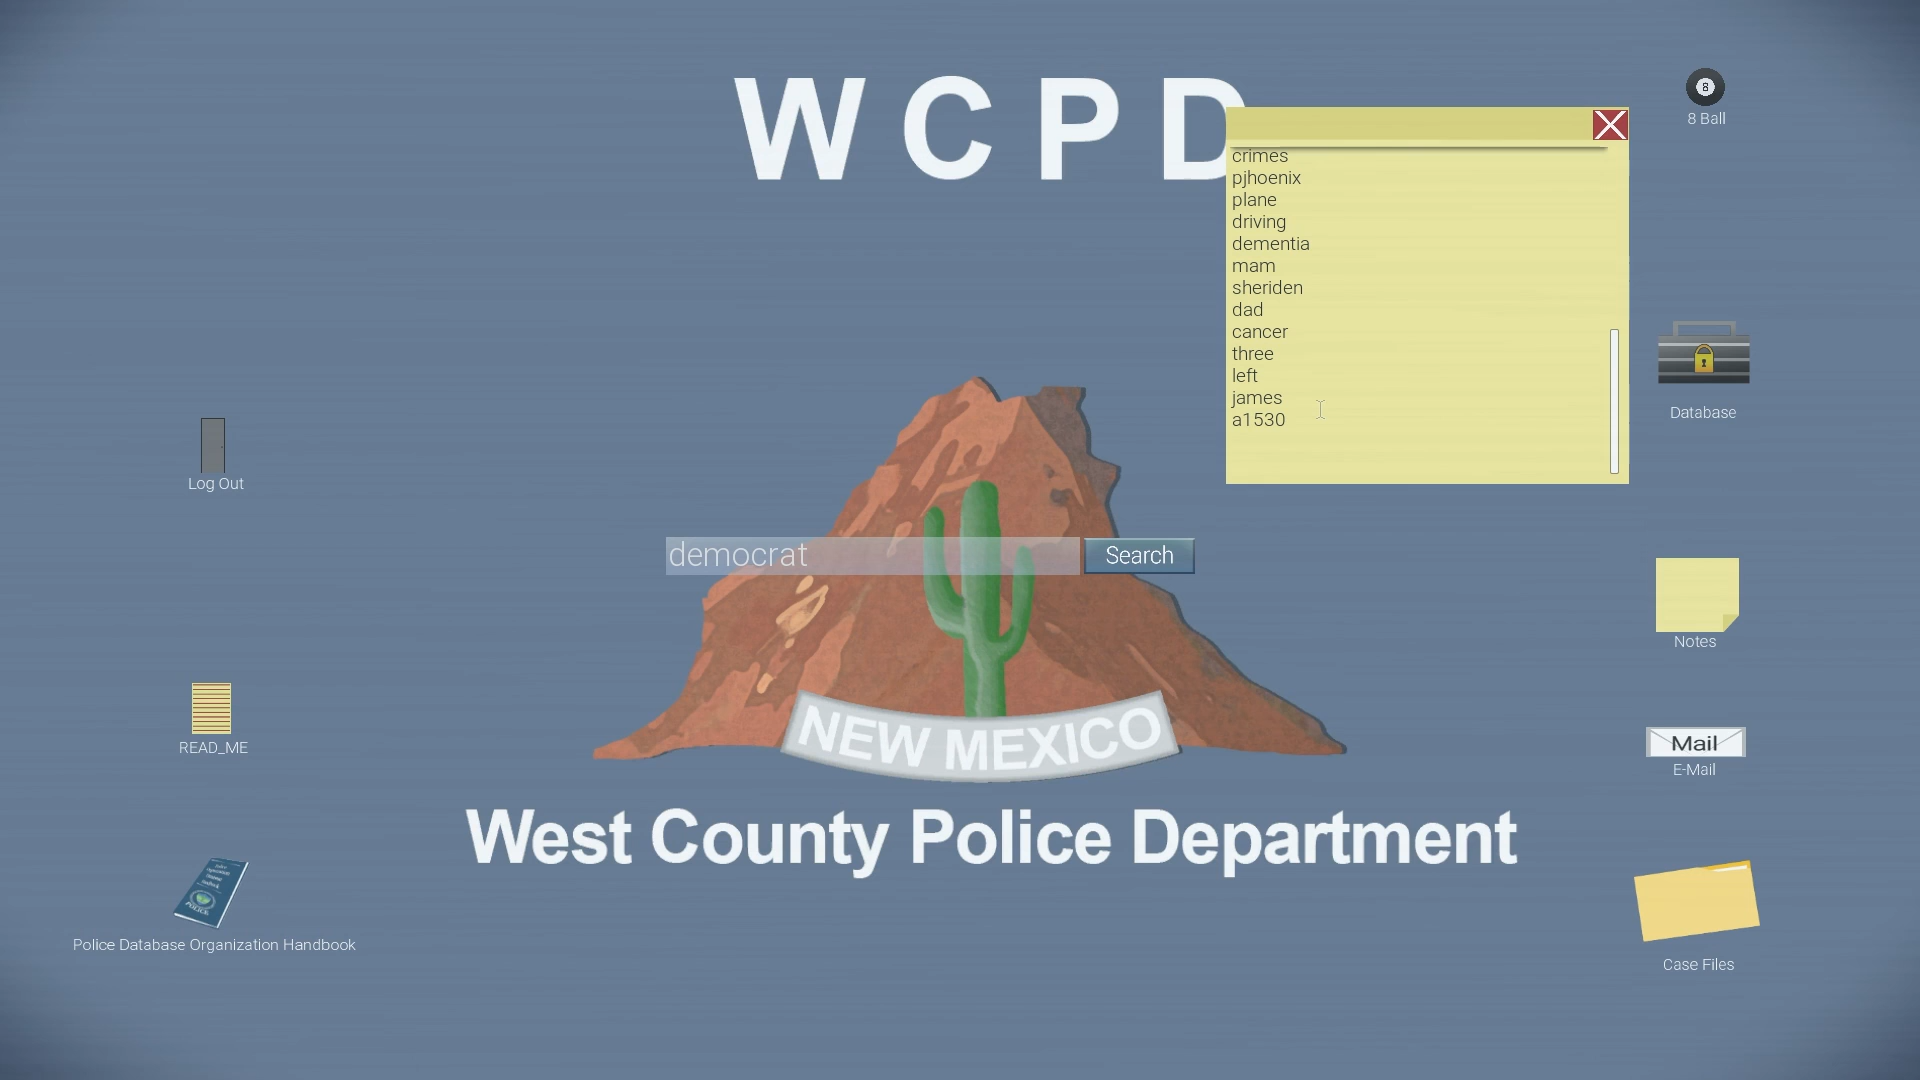 W C P D
8
8 Ball
crimes
pjhoenix
plane
driving
dementia
mam
sheriden
dad
cancer
three
left
james
a1530
Database
Log Out
democrat
Search
Notes
READ_ME
NEW MEXICO
Mail
E-Mail
West County Police Department
POLICE
Police Database Organization Handbook
Case Files